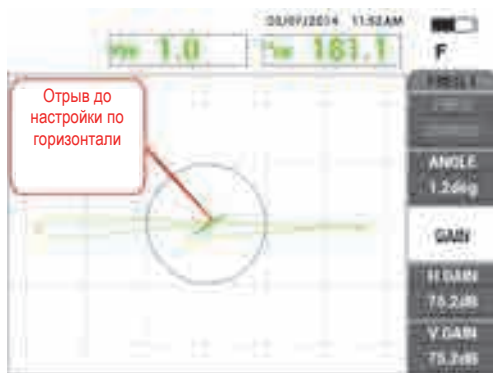 03/07/2014 11:52AM
1.0
181.1
F
Отрыв до
настройки по
горизонтали
ANGLE
1.2deg
GAIN
H.GAIN
75.2dB
V.GAIN
75.2dB